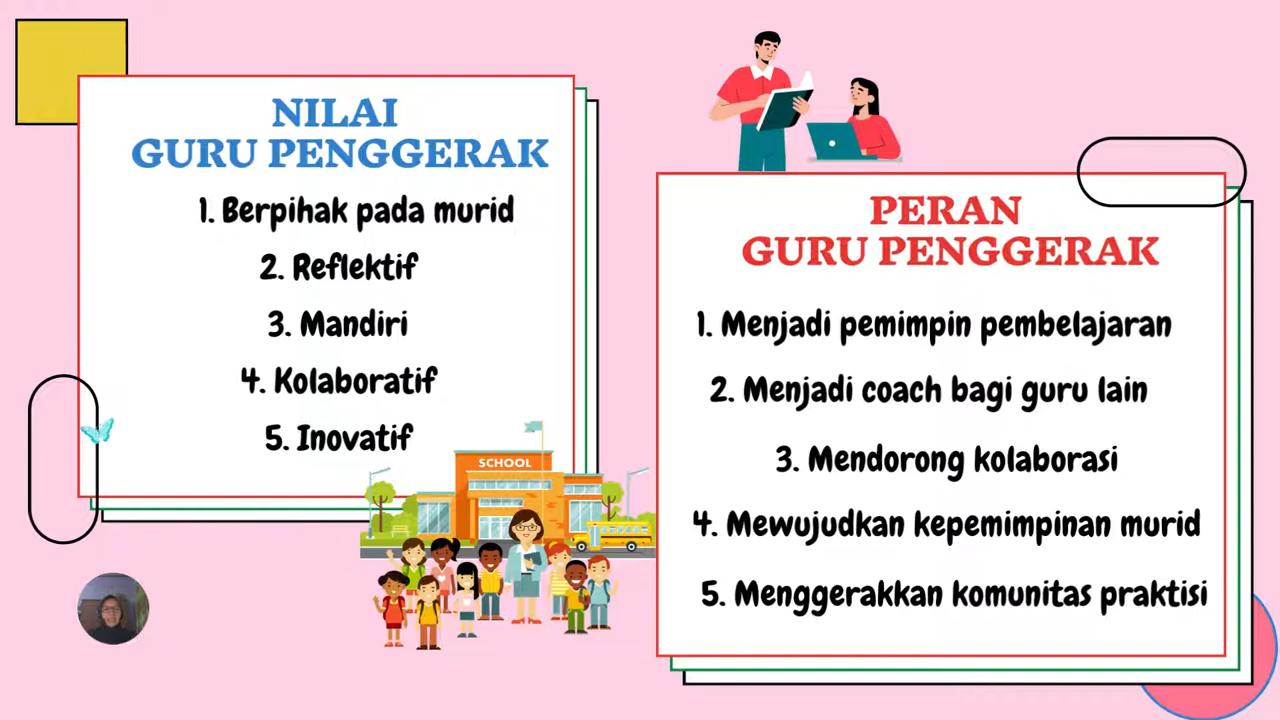 NILAI
GURU PENGGERAK
1. Berpihak pada murid
2. Reflektif
3. Mandiri
4. Kolaboratif
5. Inovatif
SCHOOL
PERAN
GURU PENGGERAK
1. Menjadi pemimpin pembelajaran
2. Menjadi coach bagi guru lain
3. Mendorong kolaborasi
4. Mewujudkan kepemimpinan murid
5. Menggerakkan komunitas praktisi